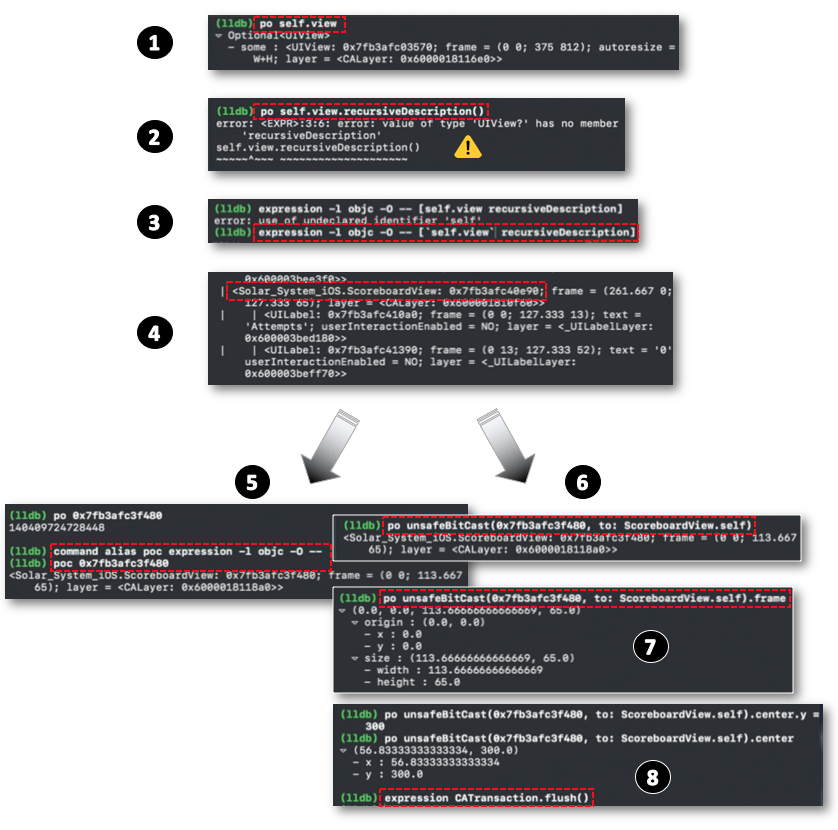 1
(lldb) po self.view
▿ Optional<UIView>
– some : <UIView: 0x7fb3afc03570; frame = (0 0; 375 812); autoresize =
W+H; layer = <CALayer: 0x6000018116e0>>
2
(lldb) po self.view.recursiveDescription()
error: <EXPR>:3:6: error: value of type 'UIView?' has no member
'recursiveDescription'
self.view.recursiveDescription()
~~~~~^~~~ ~~~~~~~~~~~~~~~~~~~~
3
(lldb) expression -l objc -O -- [self.view recursiveDescription]
error: use of undeclared identifier 'self'
(lldb) expression -l objc -O -- [`self.view` recursiveDescription]
4
0x600003bee3f0>>
| <Solar_System_iOS.ScoreboardView: 0x7fb3afc40e90; frame = (261.667 0;
127.333 65); layer = <CALayer: 0x6000001810f60>>
| | <UILabel: 0x7fb3afc410a0; frame = (0 0; 127.333 13); text =
'Attempts'; userInteractionEnabled = NO; layer = <_UILabelLayer:
0x600003bed180>>
| | <UILabel: 0x7fb3afc41390; frame = (0 13; 127.333 52); text = '0'
userInteractionEnabled = NO; layer = <_UILabelLayer:
0x600003beff70>>
5
(lldb) po 0x7fb3afc3f480
140409724728448
(lldb) command alias poc expression -l objc -O --
(lldb) poc 0x7fb3afc3f480
<Solar_System_iOS.ScoreboardView: 0x7fb3afc3f480; frame = (0 0; 113.667
65); layer = <CALayer: 0x6000018118a0>>
6
(lldb) po unsafeBitCast(0x7fb3afc3f480, to: ScoreboardView.self)
<Solar_System_iOS.ScoreboardView: 0x7fb3afc3f480; frame = (0 0; 113.667
65); layer = <CALayer: 0x6000018118a0>>
(lldb) po unsafeBitCast(0x7fb3afc3f480, to: ScoreboardView.self).frame
▿ (0.0, 0.0, 113.66666666666669, 65.0)
▿ origin : (0.0, 0.0)
– x : 0.0
– y : 0.0
▿ size : (113.66666666666669, 65.0)
– width : 113.66666666666669
– height : 65.0
7
(lldb) po unsafeBitCast(0x7fb3afc3f480, to: ScoreboardView.self).center.y =
300
(lldb) po unsafeBitCast(0x7fb3afc3f480, to: ScoreboardView.self).center
▿ (56.83333333333334, 300.0)
– x : 56.83333333333334
– y : 300.0
8
(lldb) expression CATransaction.flush()